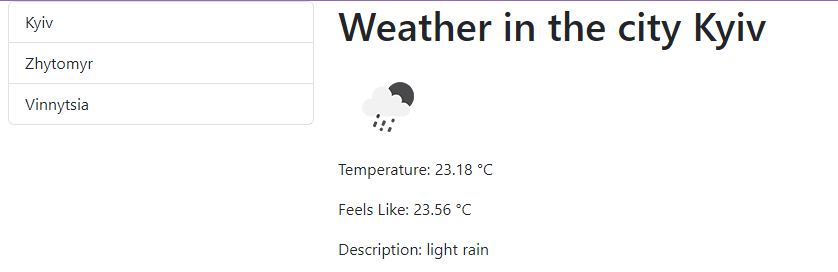 Kyiv
Zhytomyr
Vinnytsia
Weather in the city Kyiv
Temperature: 23.18 °C
Feels Like: 23.56 °C
Description: light rain